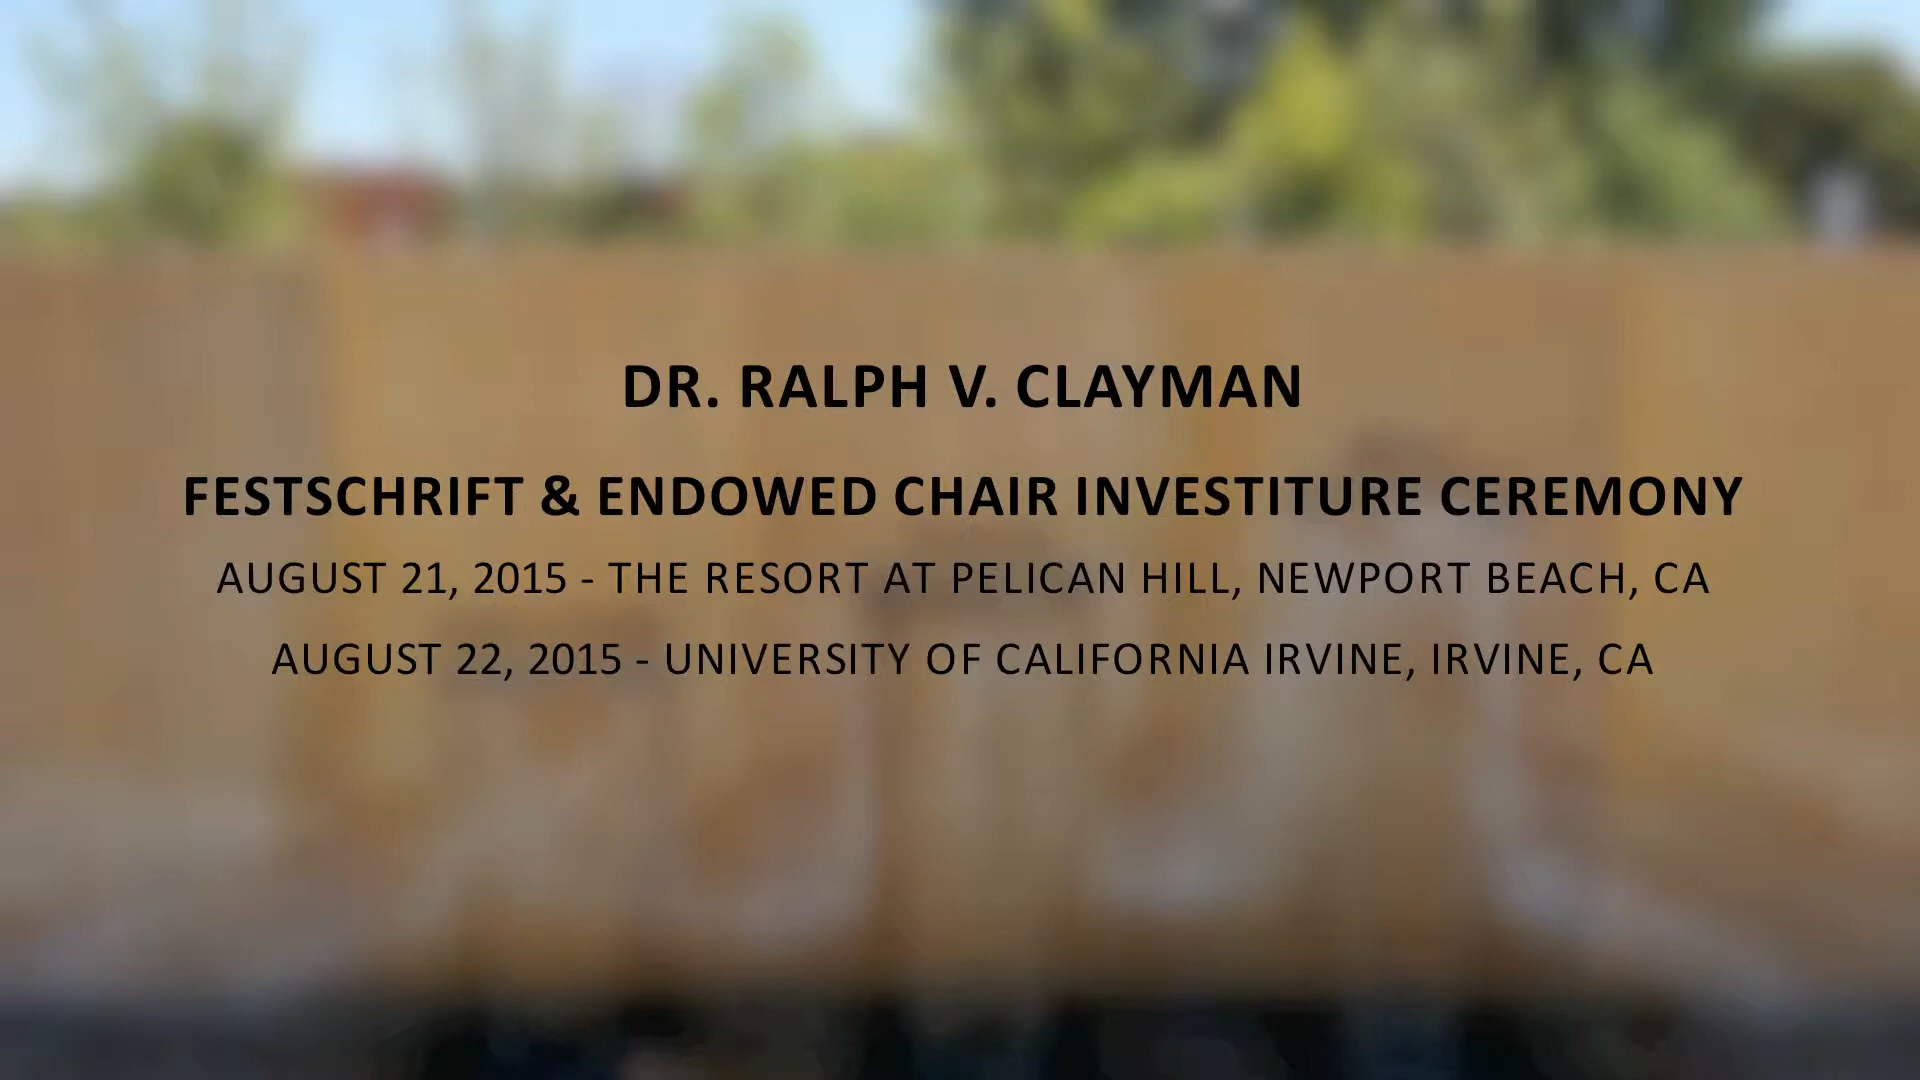 DR. RALPH V. CLAYMAN
FESTSCHRIFT & ENDOWED CHAIR INVESTITURE CEREMONY
AUGUST 21, 2015 - THE RESORT AT PELICAN HILL, NEWPORT BEACH, CA
AUGUST 22, 2015 - UNIVERSITY OF CALIFORNIA IRVINE, IRVINE, CA